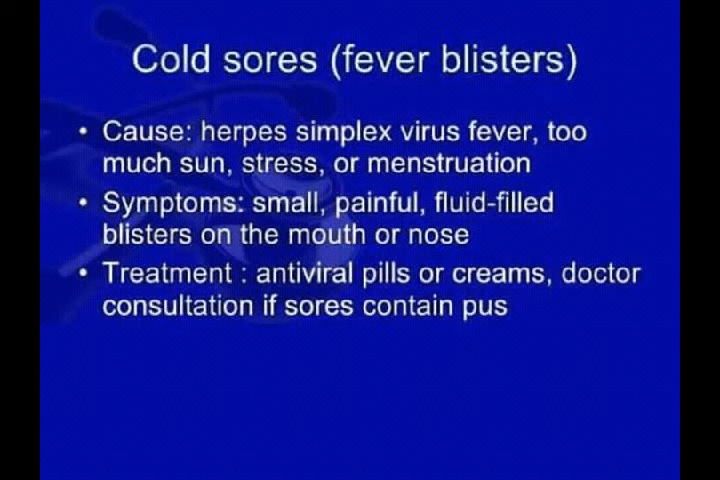 Cold sores (fever blisters)
• Cause: herpes simplex virus fever, too
much sun, stress, or menstruation
• Symptoms: small, painful, fluid-filled
blisters on the mouth or nose
• Treatment : antiviral pills or creams, doctor
consultation if sores contain pus